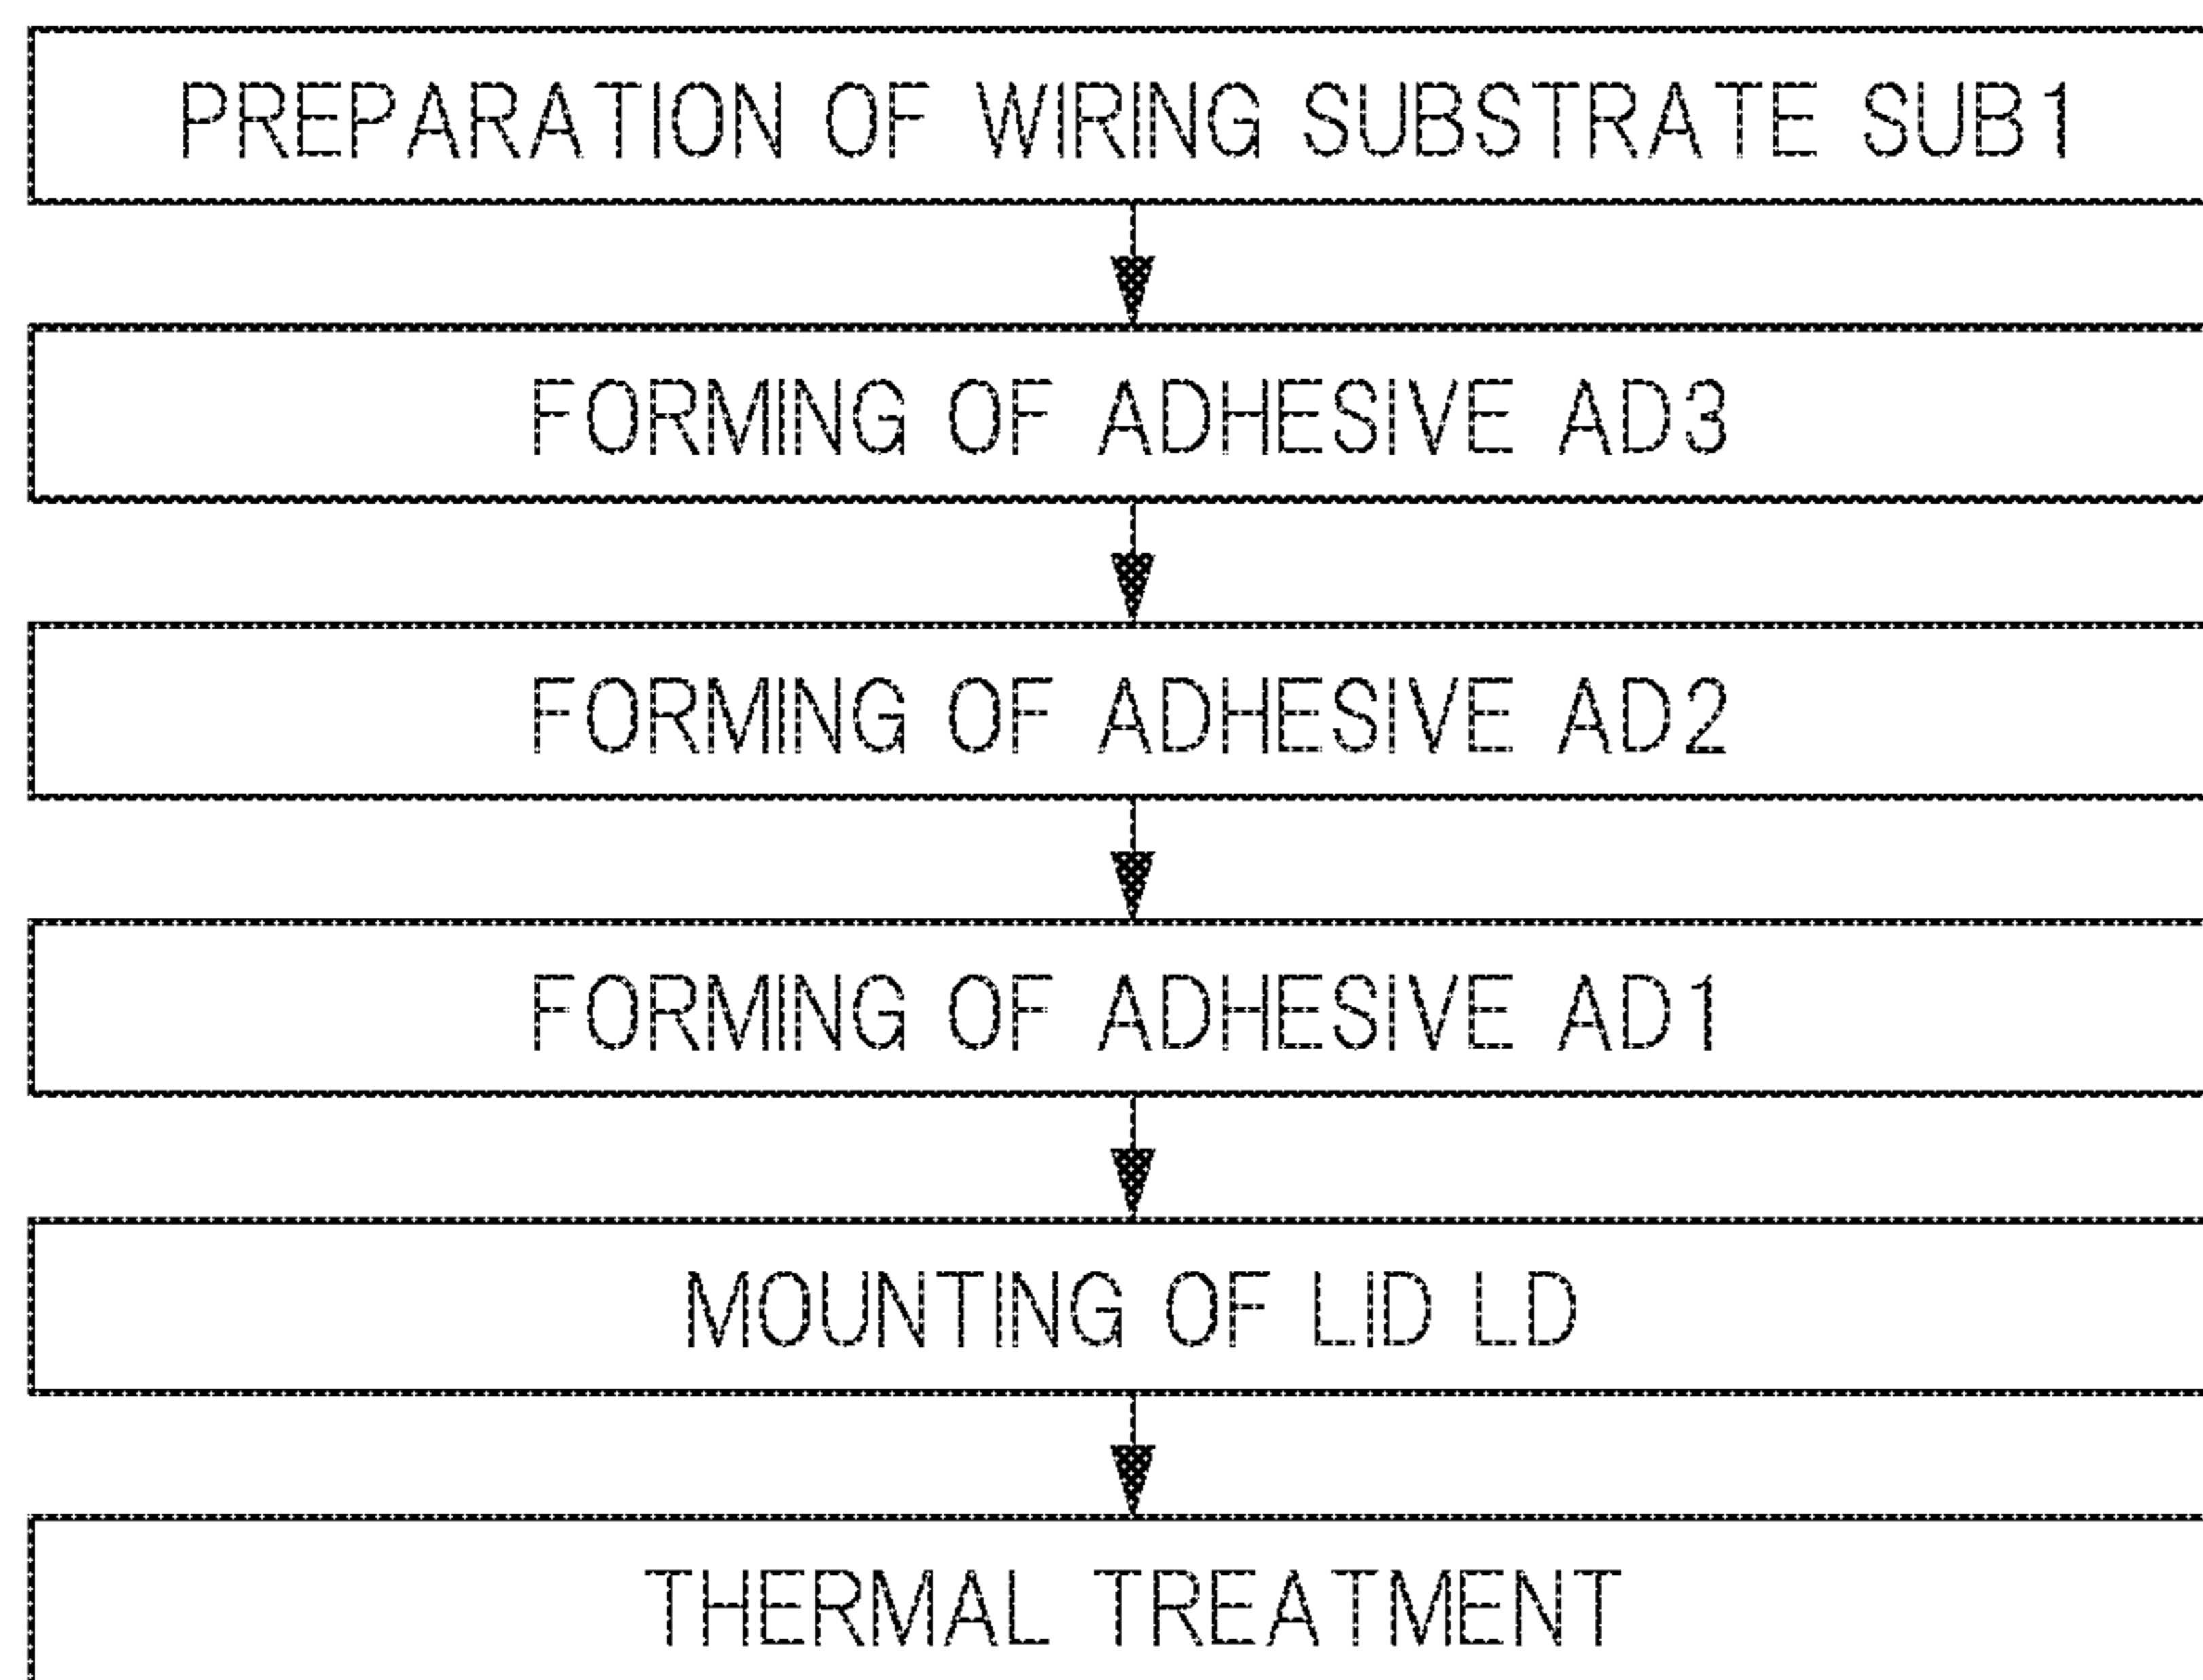 PREPARATION OF WIRING SUBSTRATE SUB1
FORMING OF ADHESIVE AD3
FORMING OF ADHESIVE AD2
FORMING OF ADHESIVE AD1
MOUNTING OF LID LD
THERMAL TREATMENT